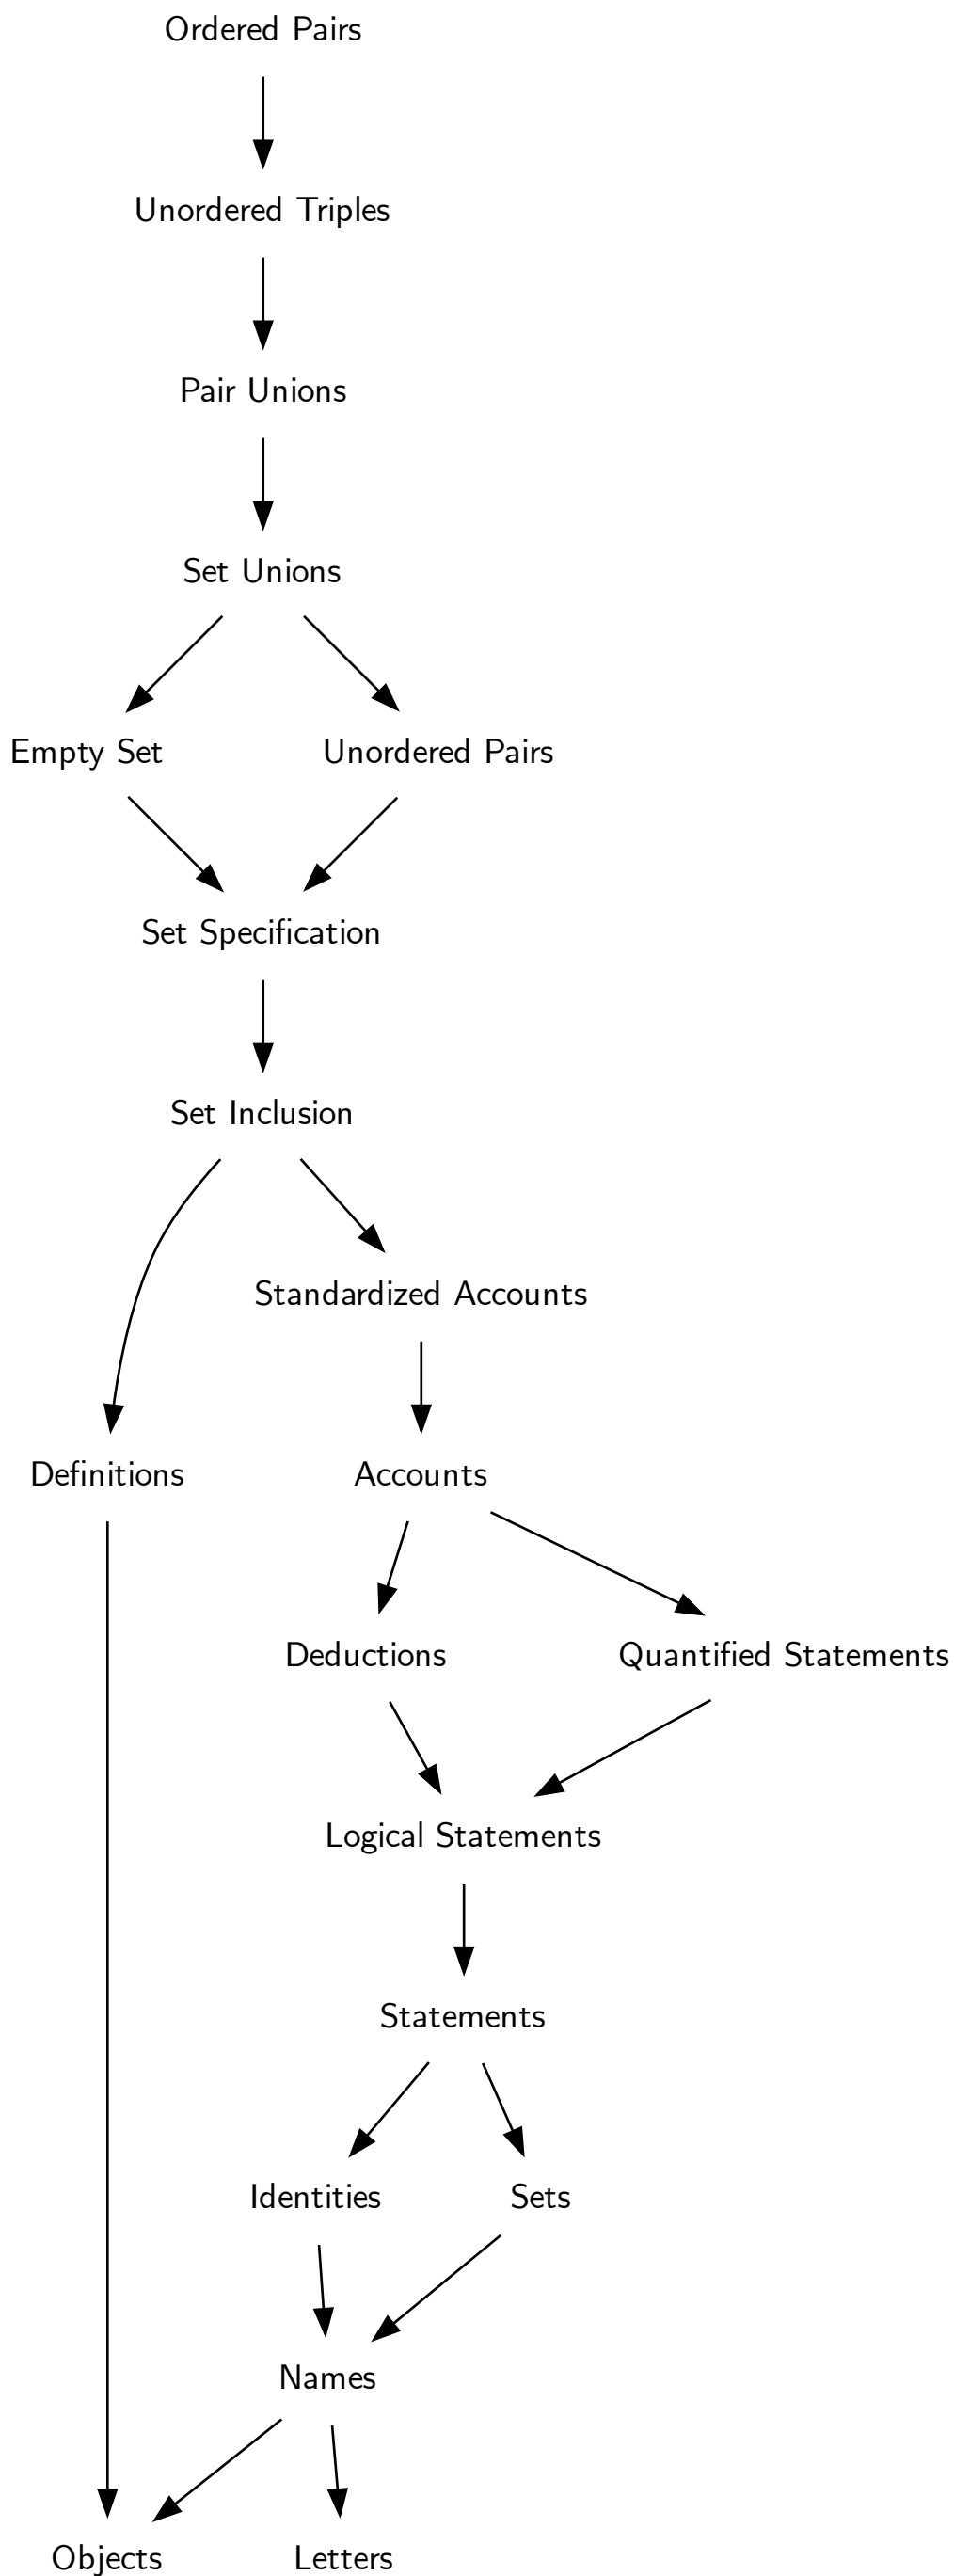 Ordered Pairs
Unordered Triples
Pair Unions
Set Unions
Empty Set
Unordered Pairs
Set Specification
Set Inclusion
Standardized Accounts
Definitions
Accounts
Deductions
Quantified Statements
Logical Statements
Statements
Identities
Sets
Names
Objects
Letters